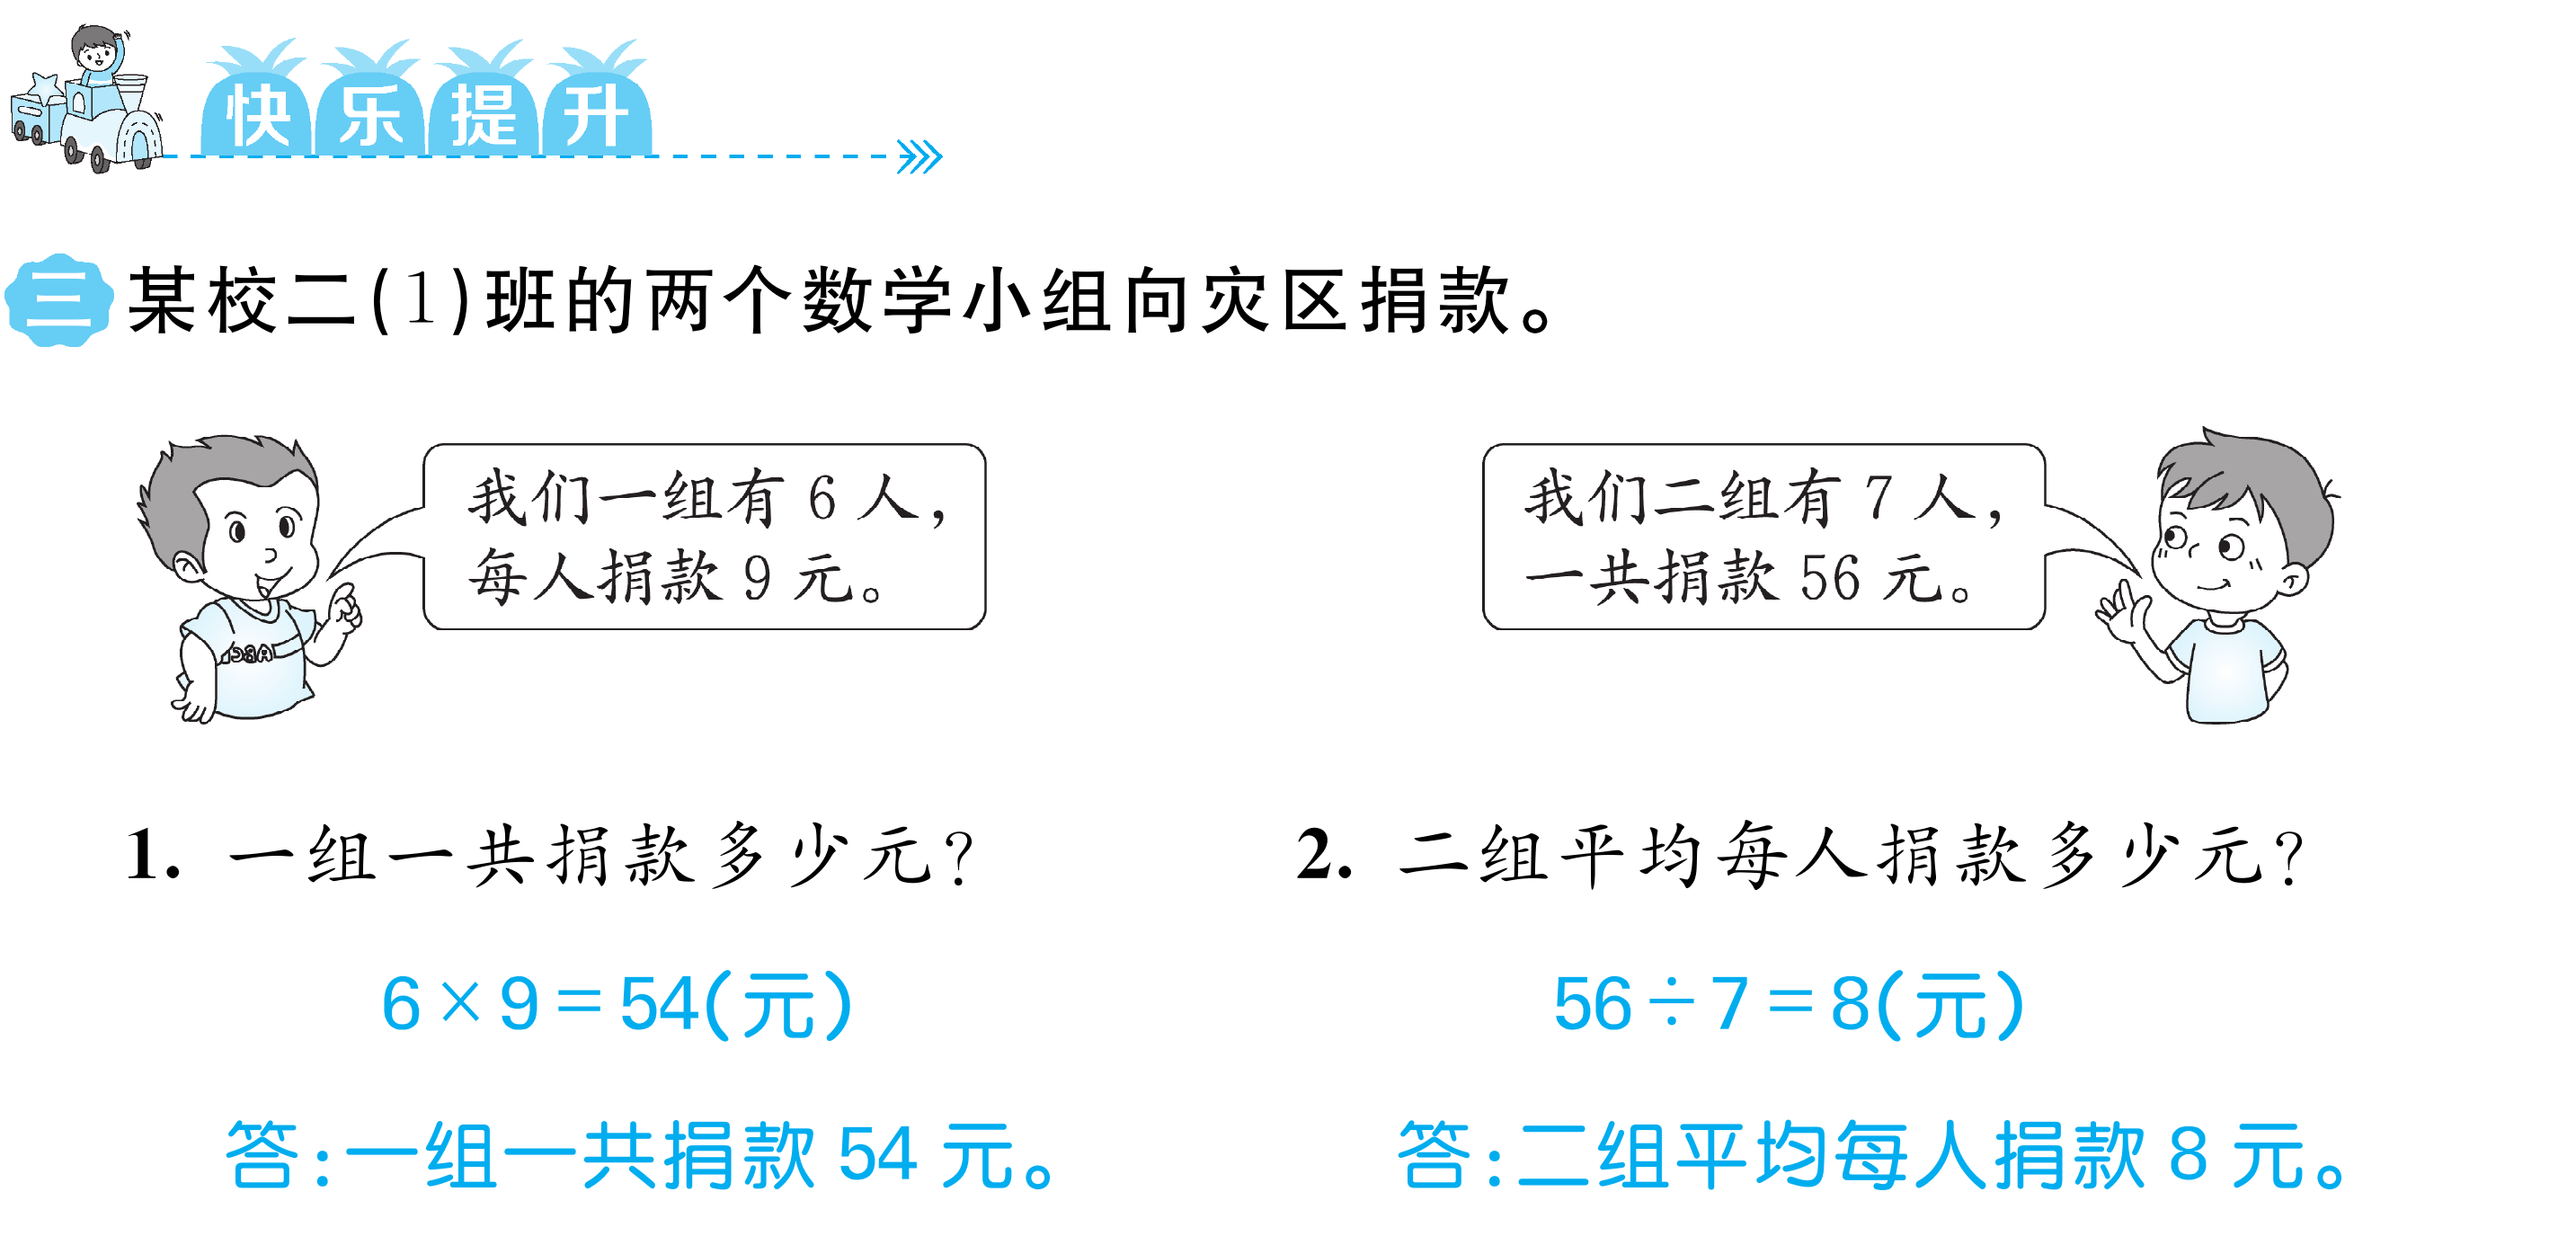 快乐提升
三 某校二(1)班的两个数学小组向灾区捐款。
我们一组有 6 人，
每人捐款 9 元。
我们二组有 7 人，
一共捐款 56 元。
ABC
1. 一组一共捐款多少元？
6×9=54(元)
答:一组一共捐款 54 元。
2. 二组平均每人捐款多少元？
56÷7=8(元)
答:二组平均每人捐款 8 元。